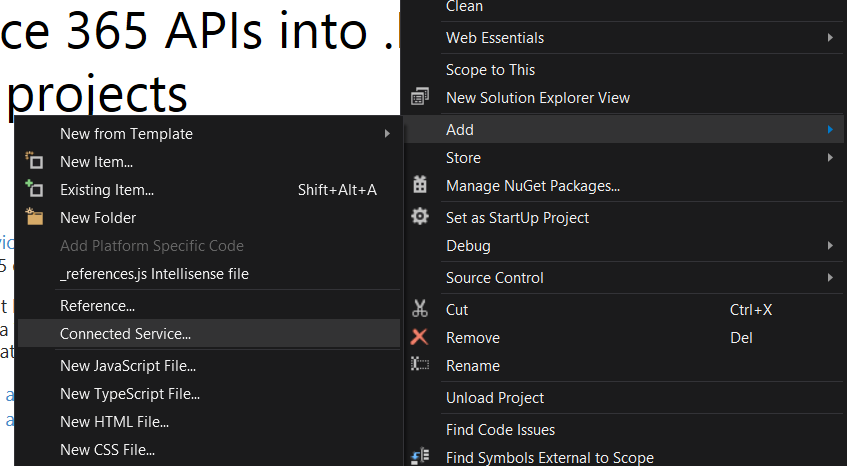 ce 365 APIs into .
projects
Clean
Web Essentials
Scope to This
New Solution Explorer View
Add
Store
Manage NuGet Packages...
Set as StartUp Project
Debug
Source Control
Cut Ctrl+X
Remove Del
Rename
Unload Project
Find Code Issues
Find Symbols External to Scope
New from Template
New Item...
Existing Item... Shift+Alt+A
New Folder
Add Platform Specific Code
_references.js Intellisense file
Reference...
Connected Service...
New JavaScript File...
New TypeScript File...
New HTML File...
New CSS File...